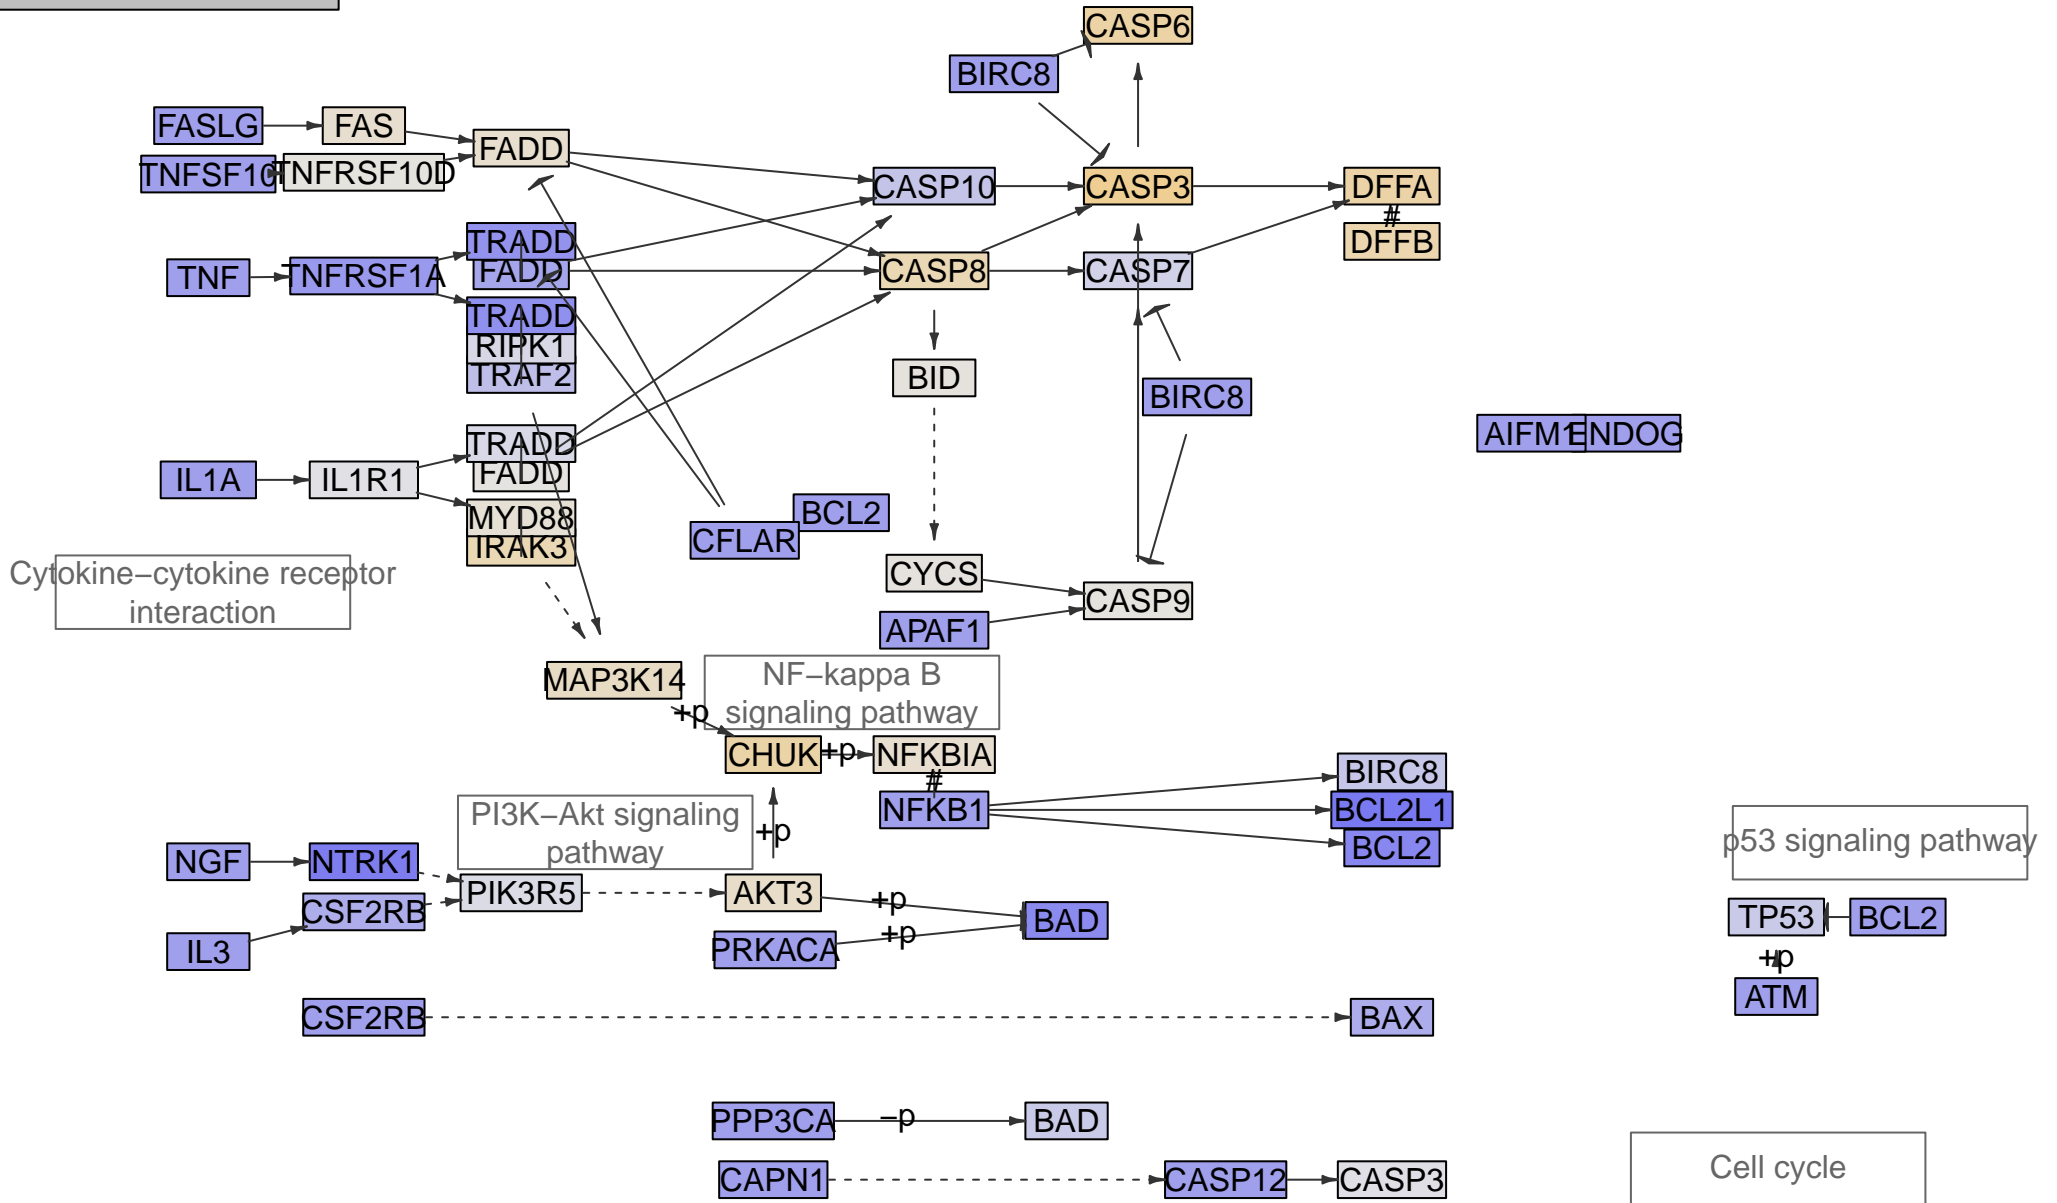 CASP6
BIRC8
FASLG
FAS
FADD
TNFSF10
TNFRSF10D
CASP10
CASP3
DFFA
#
DFFB
TRADD
FADD
TNF
TNFRSF1A
CASP8
CASP7
TRADD
RIPK1
TRAF2
BID
BIRC8
AIFM1
ENDOG
TRADD
FADD
IL1A
IL1R1
MYD88
IRAK3
BCL2
CFLAR
Cytokine−cytokine receptor
interaction
CYCS
CASP9
APAF1
MAP3K14
NF−kappa B
signaling pathway
+p
CHUK
+p
NFKBIA
#
NFKB1
BIRC8
BCL2L1
BCL2
PI3K−Akt signaling
pathway
+p
p53 signaling pathway
NGF
NTRK1
CSF2RB
PIK3R5
AKT3
+p
BAD
IL3
PRKACA
+p
TP53
BCL2
+p
ATM
CSF2RB
BAX
PPP3CA
−p
BAD
CAPN1
CASP12
CASP3
Cell cycle